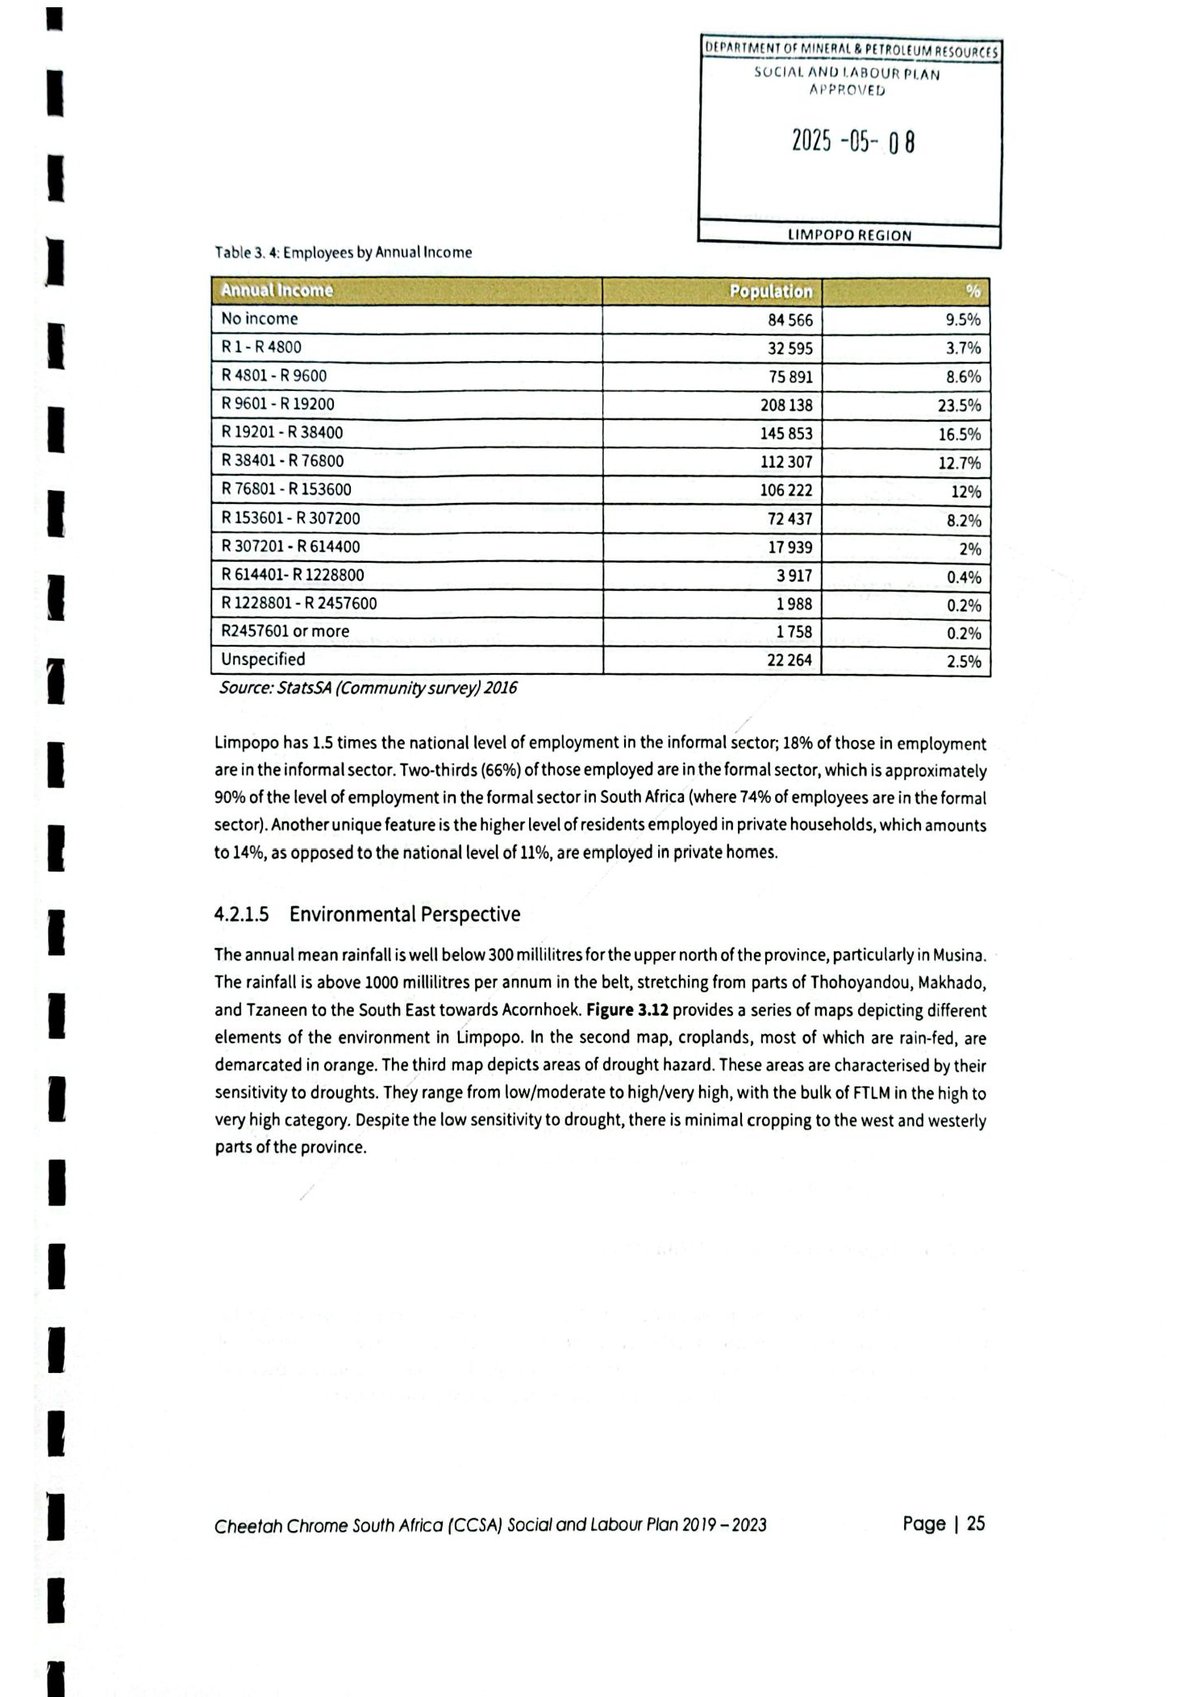 DEPARTMENT OF MINERAL & PETROLEUM RESOURCES
SOCIAL AND LABOUR PLAN
APPROVED
2025 -05- 08
LIMPOPO REGION
Table 3. 4: Employees by Annual Income
Annual Income Population %
No income 84 566 9.5%
R 1 - R 4800 32 595 3.7%
R 4801 - R 9600 75 891 8.6%
R 9601 - R 19200 208 138 23.5%
R 19201 - R 38400 145 853 16.5%
R 38401 - R 76800 112 307 12.7%
R 76801 - R 153600 106 222 12%
R 153601 - R 307200 72 437 8.2%
R 307201 - R 614400 17 939 2%
R 614401- R 1228800 3 917 0.4%
R 1228801 - R 2457600 1 988 0.2%
R2457601 or more 1 758 0.2%
Unspecified 22 264 2.5%
Source: StatsSA (Community survey) 2016
Limpopo has 1.5 times the national level of employment in the informal sector; 18% of those in employment
are in the informal sector. Two-thirds (66%) of those employed are in the formal sector, which is approximately
90% of the level of employment in the formal sector in South Africa (where 74% of employees are in the formal
sector). Another unique feature is the higher level of residents employed in private households, which amounts
to 14%, as opposed to the national level of 11%, are employed in private homes.
4.2.1.5 Environmental Perspective
The annual mean rainfall is well below 300 millilitres for the upper north of the province, particularly in Musina.
The rainfall is above 1000 millilitres per annum in the belt, stretching from parts of Thohoyandou, Makhado,
and Tzaneen to the South East towards Acornhoek. Figure 3.12 provides a series of maps depicting different
elements of the environment in Limpopo. In the second map, croplands, most of which are rain-fed, are
demarcated in orange. The third map depicts areas of drought hazard. These areas are characterised by their
sensitivity to droughts. They range from low/moderate to high/very high, with the bulk of FTLM in the high to
very high category. Despite the low sensitivity to drought, there is minimal cropping to the west and westerly
parts of the province.
Cheetah Chrome South Africa (CCSA) Social and Labour Plan 2019 – 2023 Page | 25